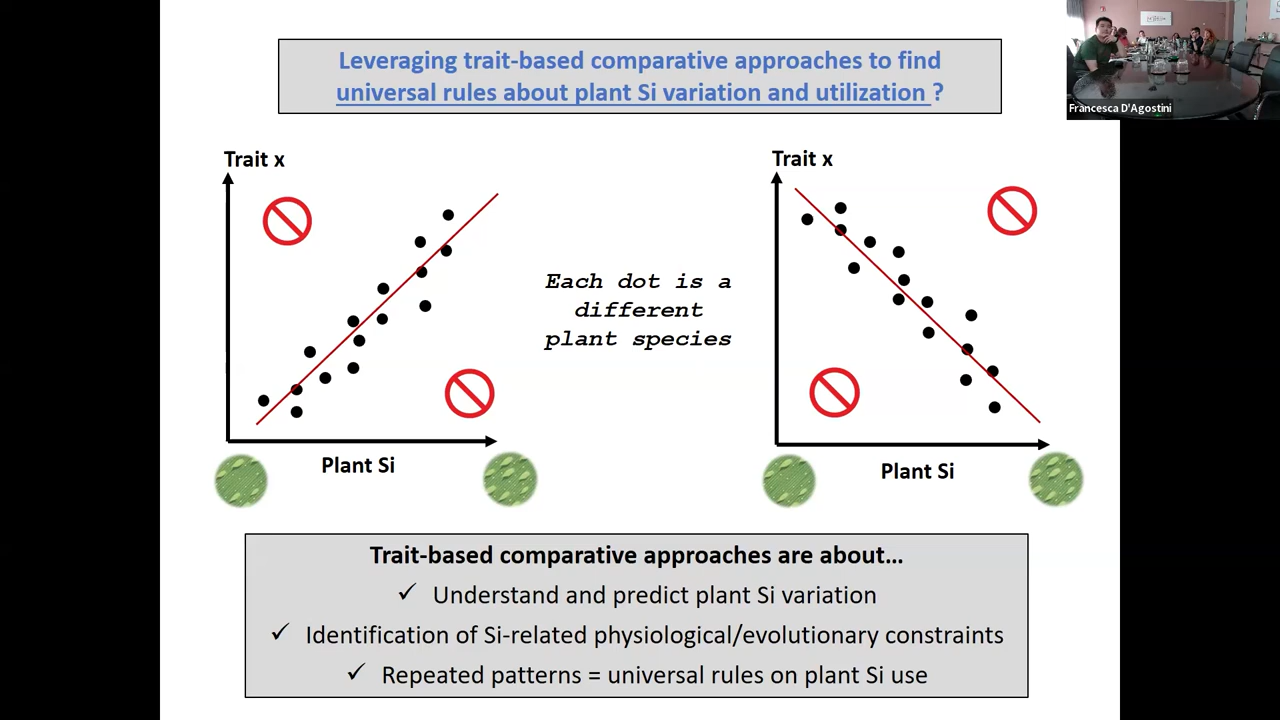 Leveraging trait-based comparative approaches to find
universal rules about plant Si variation and utilization ?
Francesca D'Agostini
Trait x
Plant Si
Each dot is a
different
plant species
Trait x
Plant Si
Trait-based comparative approaches are about…
✓ Understand and predict plant Si variation
✓ Identification of Si-related physiological/evolutionary constraints
✓ Repeated patterns = universal rules on plant Si use